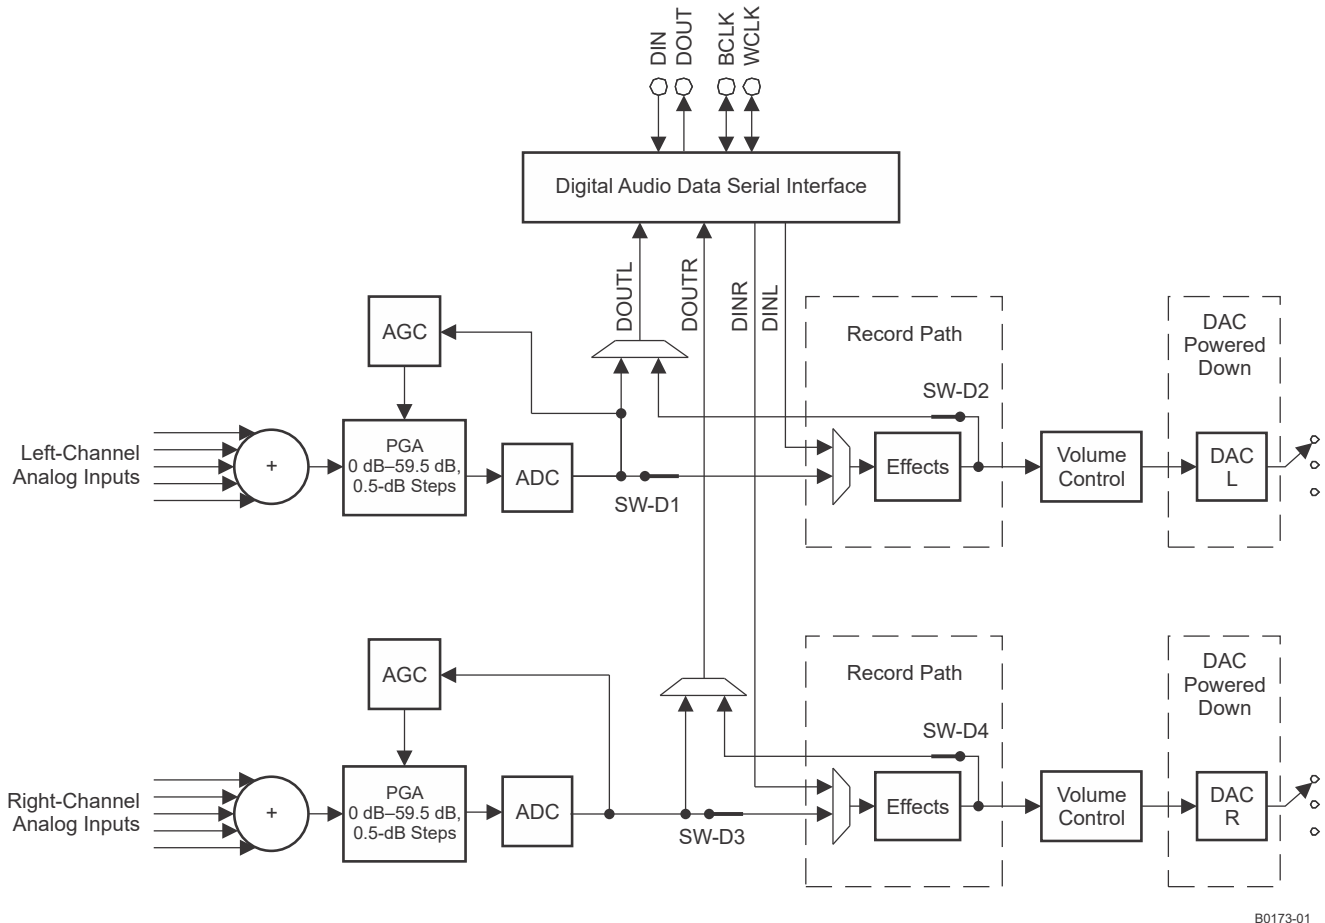 DIN
DOUT
BCLK
WCLK
Digital Audio Data Serial Interface
DOUTL
DOUTR
DINR
DINL
AGC
Record Path
DAC
Powered
Down
SW-D2
Left-Channel
Analog Inputs
+
PGA
0 dB–59.5 dB,
0.5-dB Steps
ADC
SW-D1
Effects
Volume
Control
DAC
L
AGC
Record Path
DAC
Powered
Down
SW-D4
Right-Channel
Analog Inputs
+
PGA
0 dB–59.5 dB,
0.5-dB Steps
ADC
SW-D3
Effects
Volume
Control
DAC
R
B0173-01